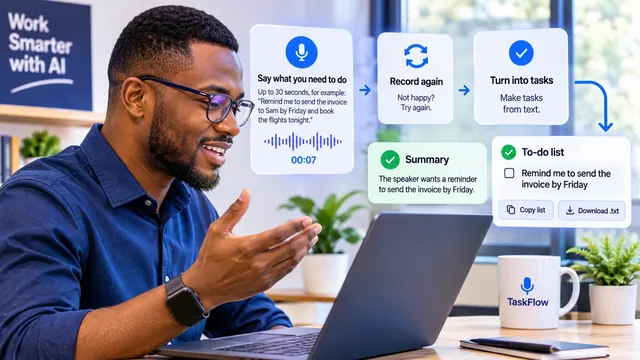 Work
Smarter
with AI
Say what you need to do
Up to 30 seconds, for example:
"Remind me to send the invoice
to Sam by Friday and book
the flights tonight."
00:07
Record again
Not happy?
Try again.
Turn into tasks
Make tasks
from text.
Summary
The speaker wants a reminder
to send the invoice by Friday.
To-do list
Remind me to send the
invoice by Friday
Copy list
Download .txt
TaskFlow